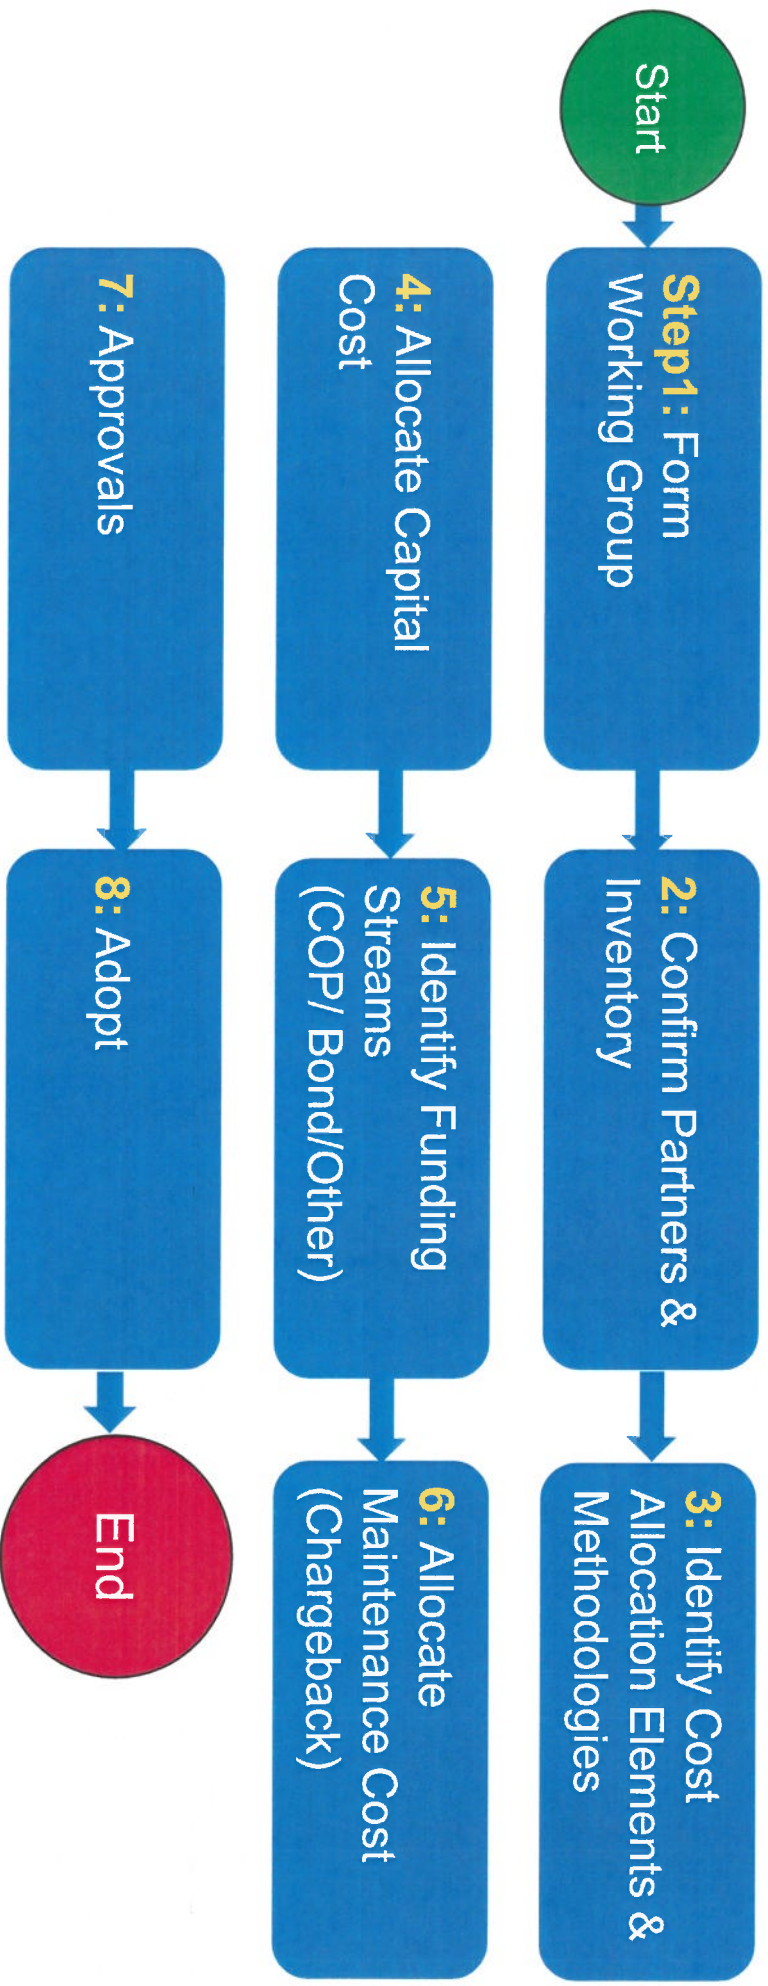 Start
Step1: Form
Working Group
2: Confirm Partners &
Inventory
3: Identify Cost
Allocation Elements &
Methodologies
4: Allocate Capital
Cost
5: Identify Funding
Streams
(COP/ Bond/Other)
6: Allocate
Maintenance Cost
(Chargeback)
7: Approvals
8: Adopt
End